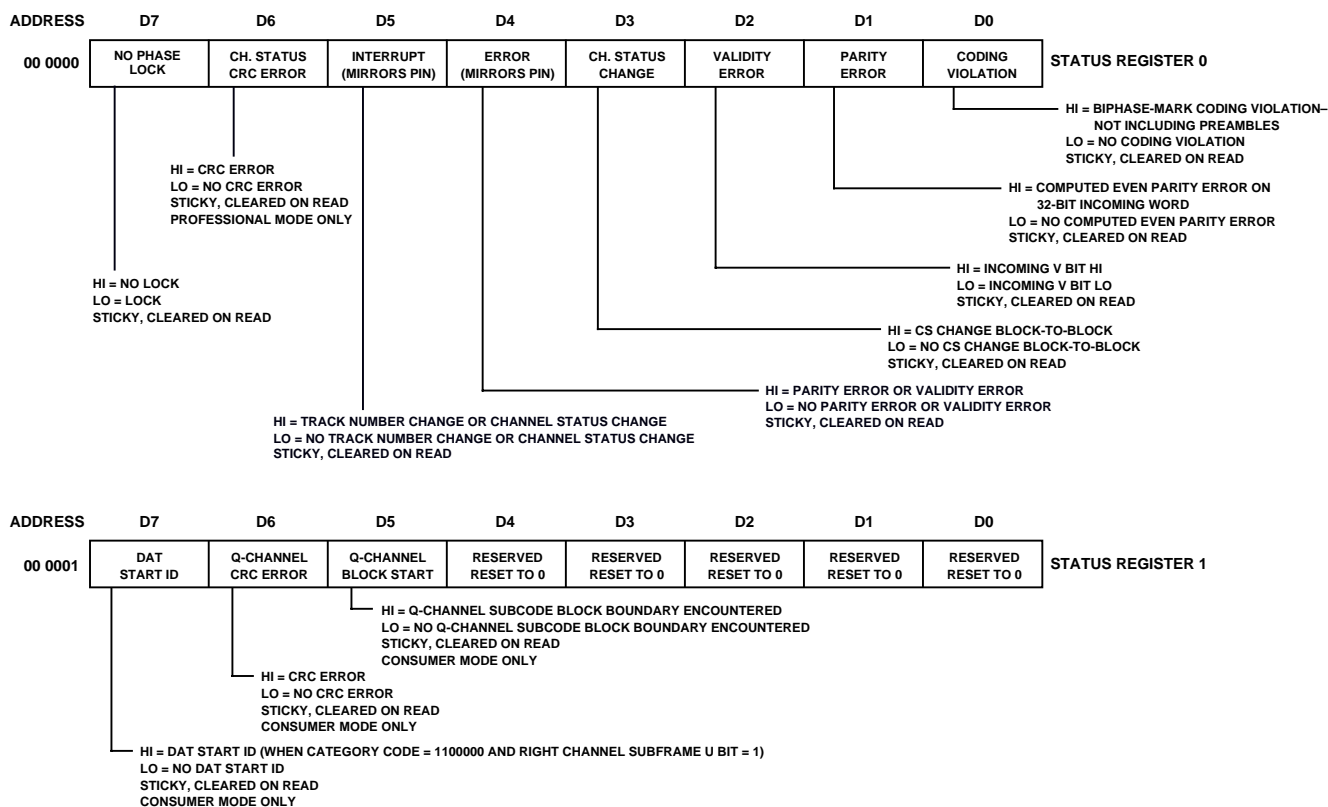 ADDRESS D7 D6 D5 D4 D3 D2 D1 D0
00 0000 NO PHASE LOCK CH. STATUS CRC ERROR INTERRUPT (MIRRORS PIN) ERROR (MIRRORS PIN) CH. STATUS CHANGE VALIDITY ERROR PARITY ERROR CODING VIOLATION STATUS REGISTER 0
HI = BIPHASE-MARK CODING VIOLATION–
NOT INCLUDING PREAMBLES
LO = NO CODING VIOLATION
STICKY, CLEARED ON READ
HI = CRC ERROR
LO = NO CRC ERROR
STICKY, CLEARED ON READ
PROFESSIONAL MODE ONLY
HI = COMPUTED EVEN PARITY ERROR ON
32-BIT INCOMING WORD
LO = NO COMPUTED EVEN PARITY ERROR
STICKY, CLEARED ON READ
HI = INCOMING V BIT HI
LO = INCOMING V BIT LO
STICKY, CLEARED ON READ
HI = NO LOCK
LO = LOCK
STICKY, CLEARED ON READ
HI = CS CHANGE BLOCK-TO-BLOCK
LO = NO CS CHANGE BLOCK-TO-BLOCK
STICKY, CLEARED ON READ
HI = PARITY ERROR OR VALIDITY ERROR
LO = NO PARITY ERROR OR VALIDITY ERROR
STICKY, CLEARED ON READ
HI = TRACK NUMBER CHANGE OR CHANNEL STATUS CHANGE
LO = NO TRACK NUMBER CHANGE OR CHANNEL STATUS CHANGE
STICKY, CLEARED ON READ
ADDRESS D7 D6 D5 D4 D3 D2 D1 D0
00 0001 DAT START ID Q-CHANNEL CRC ERROR Q-CHANNEL BLOCK START RESERVED RESET TO 0 RESERVED RESET TO 0 RESERVED RESET TO 0 RESERVED RESET TO 0 RESERVED RESET TO 0 STATUS REGISTER 1
HI = Q-CHANNEL SUBCODE BLOCK BOUNDARY ENCOUNTERED
LO = NO Q-CHANNEL SUBCODE BLOCK BOUNDARY ENCOUNTERED
STICKY, CLEARED ON READ
CONSUMER MODE ONLY
HI = CRC ERROR
LO = NO CRC ERROR
STICKY, CLEARED ON READ
CONSUMER MODE ONLY
HI = DAT START ID (WHEN CATEGORY CODE = 1100000 AND RIGHT CHANNEL SUBFRAME U BIT = 1)
LO = NO DAT START ID
STICKY, CLEARED ON READ
CONSUMER MODE ONLY